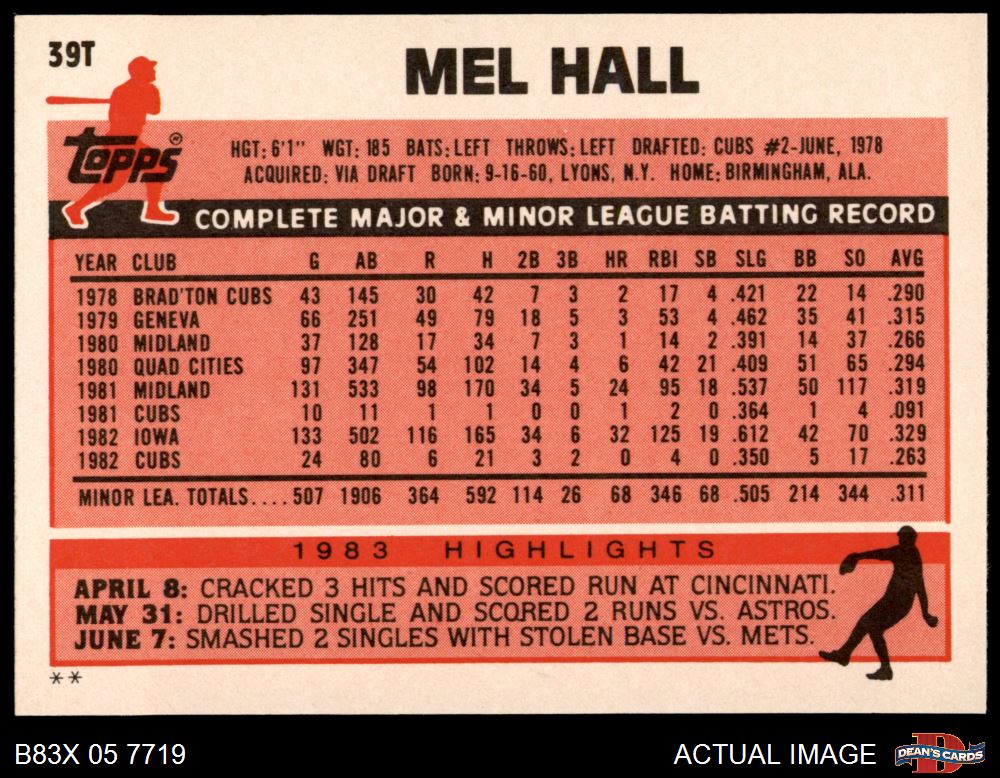 39T
MEL HALL
Topps®
HGT: 6'1" WGT: 185 BATS: LEFT THROWS: LEFT DRAFTED: CUBS #2-JUNE, 1978
ACQUIRED: VIA DRAFT BORN: 9-16-60, LYONS, N.Y. HOME: BIRMINGHAM, ALA.
COMPLETE MAJOR & MINOR LEAGUE BATTING RECORD
YEAR CLUB G AB R H 2B 3B HR RBI SB SLG BB SO AVG
1978 BRAD'TON CUBS 43 145 30 42 7 3 2 17 4 .421 22 14 .290
1979 GENEVA 66 251 49 79 18 5 3 53 4 .462 35 41 .315
1980 MIDLAND 37 128 17 34 7 3 1 14 2 .391 14 37 .266
1980 QUAD CITIES 97 347 54 102 14 4 6 42 21 .409 51 65 .294
1981 MIDLAND 131 533 98 170 34 5 24 95 18 .537 50 117 .319
1981 CUBS 10 11 1 1 0 0 1 2 0 .364 1 4 .091
1982 IOWA 133 502 116 165 34 6 32 125 19 .612 42 70 .329
1982 CUBS 24 80 6 21 3 2 0 4 0 .350 5 17 .263
MINOR LEA. TOTALS.... 507 1906 364 592 114 26 68 346 68 .505 214 344 .311
1983 HIGHLIGHTS
APRIL 8: CRACKED 3 HITS AND SCORED RUN AT CINCINNATI.
MAY 31: DRILLED SINGLE AND SCORED 2 RUNS VS. ASTROS.
JUNE 7: SMASHED 2 SINGLES WITH STOLEN BASE VS. METS.
**
B83X 05 7719 ACTUAL IMAGE DEAN'S CARDS